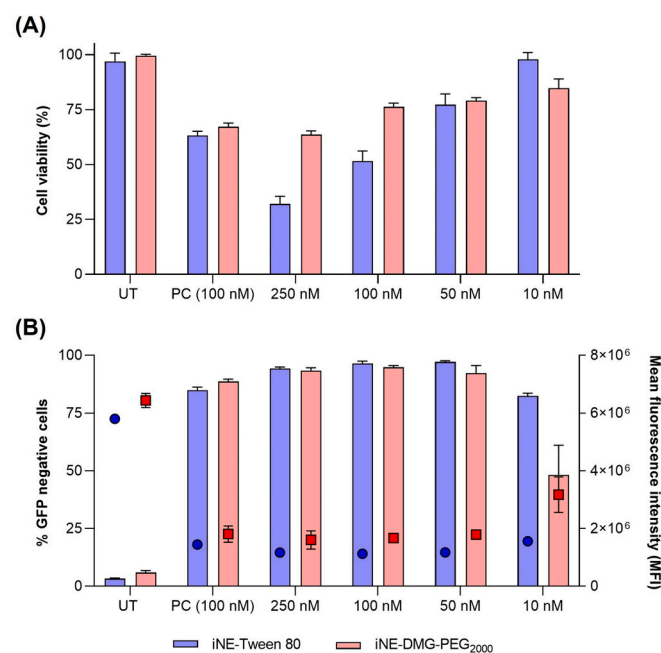 (A)
Cell viability (%)
100
75
50
25
0
UT PC (100 nM) 250 nM 100 nM 50 nM 10 nM
(B)
% GFP negative cells
100
75
50
25
0
8×10⁶
6×10⁶
4×10⁶
2×10⁶
0
Mean fluorescence intensity (MFI)
UT PC (100 nM) 250 nM 100 nM 50 nM 10 nM
iNE-Tween 80 iNE-DMG-PEG₂₀₀₀